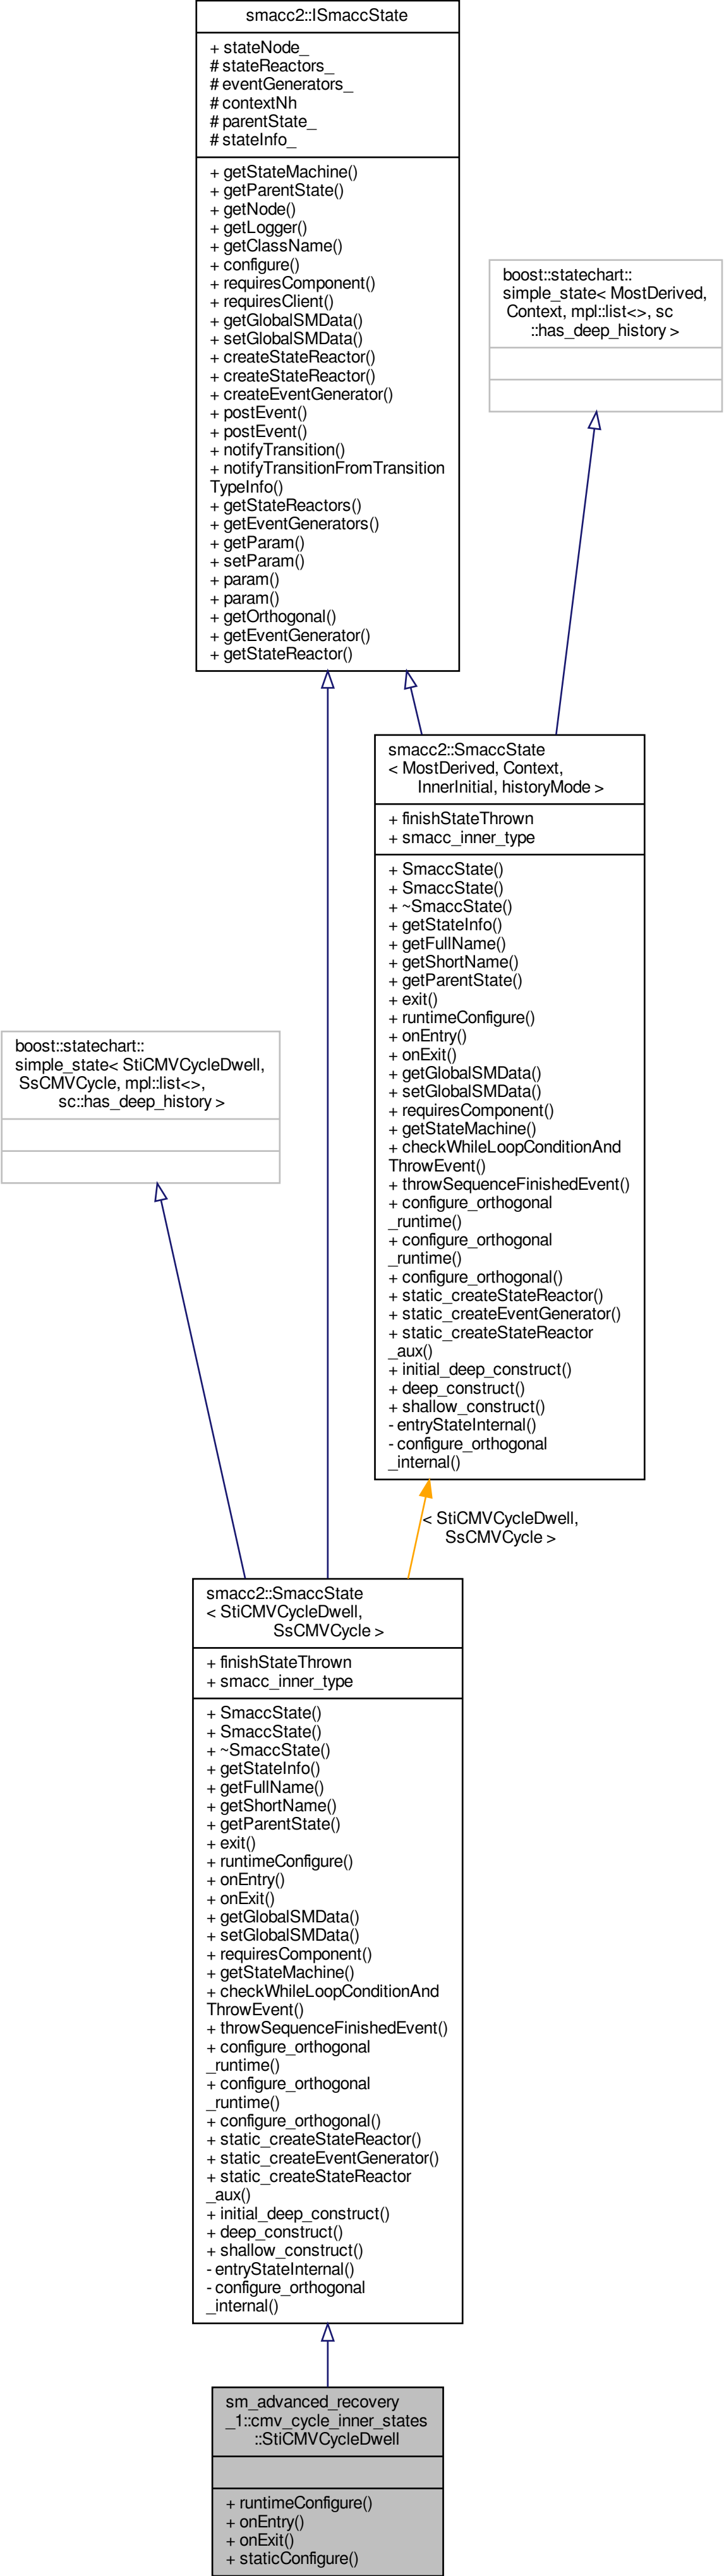 smacc2::ISmaccState
+ stateNode_
# stateReactors_
# eventGenerators_
# contextNh
# parentState_
# stateInfo_
+ getStateMachine()
+ getParentState()
+ getNode()
+ getLogger()
+ getClassName()
+ configure()
+ requiresComponent()
+ requiresClient()
+ getGlobalSMData()
+ setGlobalSMData()
+ createStateReactor()
+ createStateReactor()
+ createEventGenerator()
+ postEvent()
+ postEvent()
+ notifyTransition()
+ notifyTransitionFromTransition
TypeInfo()
+ getStateReactors()
+ getEventGenerators()
+ getParam()
+ setParam()
+ param()
+ param()
+ getOrthogonal()
+ getEventGenerator()
+ getStateReactor()
boost::statechart::
simple_state< MostDerived,
Context, mpl::list<>, sc
::has_deep_history >
smacc2::SmaccState
< MostDerived, Context,
InnerInitial, historyMode >
+ finishStateThrown
+ smacc_inner_type
+ SmaccState()
+ SmaccState()
+ ~SmaccState()
+ getStateInfo()
+ getFullName()
+ getShortName()
+ getParentState()
+ exit()
+ runtimeConfigure()
+ onEntry()
+ onExit()
+ getGlobalSMData()
+ setGlobalSMData()
+ requiresComponent()
+ getStateMachine()
+ checkWhileLoopConditionAnd
ThrowEvent()
+ throwSequenceFinishedEvent()
+ configure_orthogonal
_runtime()
+ configure_orthogonal
_runtime()
+ configure_orthogonal()
+ static_createStateReactor()
+ static_createEventGenerator()
+ static_createStateReactor
_aux()
+ initial_deep_construct()
+ deep_construct()
+ shallow_construct()
- entryStateInternal()
- configure_orthogonal
_internal()
boost::statechart::
simple_state< StiCMVCycleDwell,
SsCMVCycle, mpl::list<>,
sc::has_deep_history >
< StiCMVCycleDwell,
SsCMVCycle >
smacc2::SmaccState
< StiCMVCycleDwell,
SsCMVCycle >
+ finishStateThrown
+ smacc_inner_type
+ SmaccState()
+ SmaccState()
+ ~SmaccState()
+ getStateInfo()
+ getFullName()
+ getShortName()
+ getParentState()
+ exit()
+ runtimeConfigure()
+ onEntry()
+ onExit()
+ getGlobalSMData()
+ setGlobalSMData()
+ requiresComponent()
+ getStateMachine()
+ checkWhileLoopConditionAnd
ThrowEvent()
+ throwSequenceFinishedEvent()
+ configure_orthogonal
_runtime()
+ configure_orthogonal
_runtime()
+ configure_orthogonal()
+ static_createStateReactor()
+ static_createEventGenerator()
+ static_createStateReactor
_aux()
+ initial_deep_construct()
+ deep_construct()
+ shallow_construct()
- entryStateInternal()
- configure_orthogonal
_internal()
sm_advanced_recovery
_1::cmv_cycle_inner_states
::StiCMVCycleDwell
+ runtimeConfigure()
+ onEntry()
+ onExit()
+ staticConfigure()